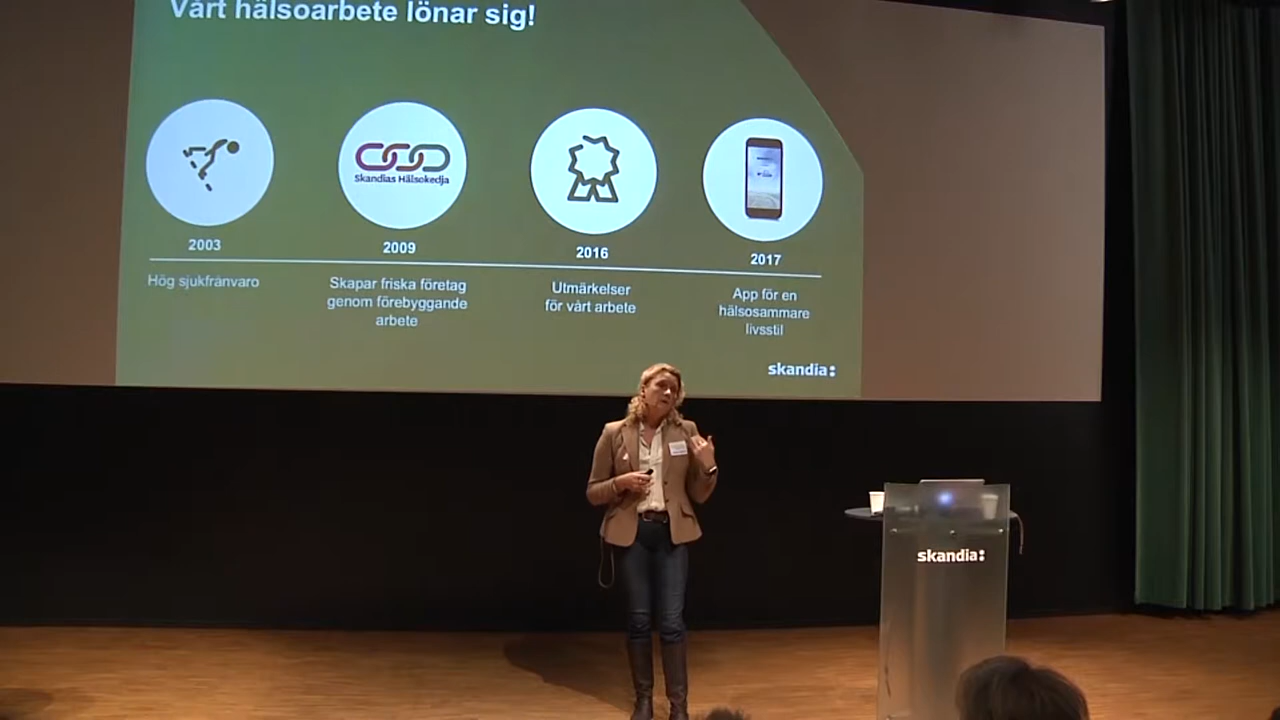 Vårt hälsoarbete lönar sig!
Skandias Hälsokedja
2003
2009
2016
2017
Hög sjukfrånvaro
Skapar friska företag
genom förebyggande
arbete
Utmärkelser
för vårt arbete
App för en
hälsosammare
livsstil
skandia:
skandia: